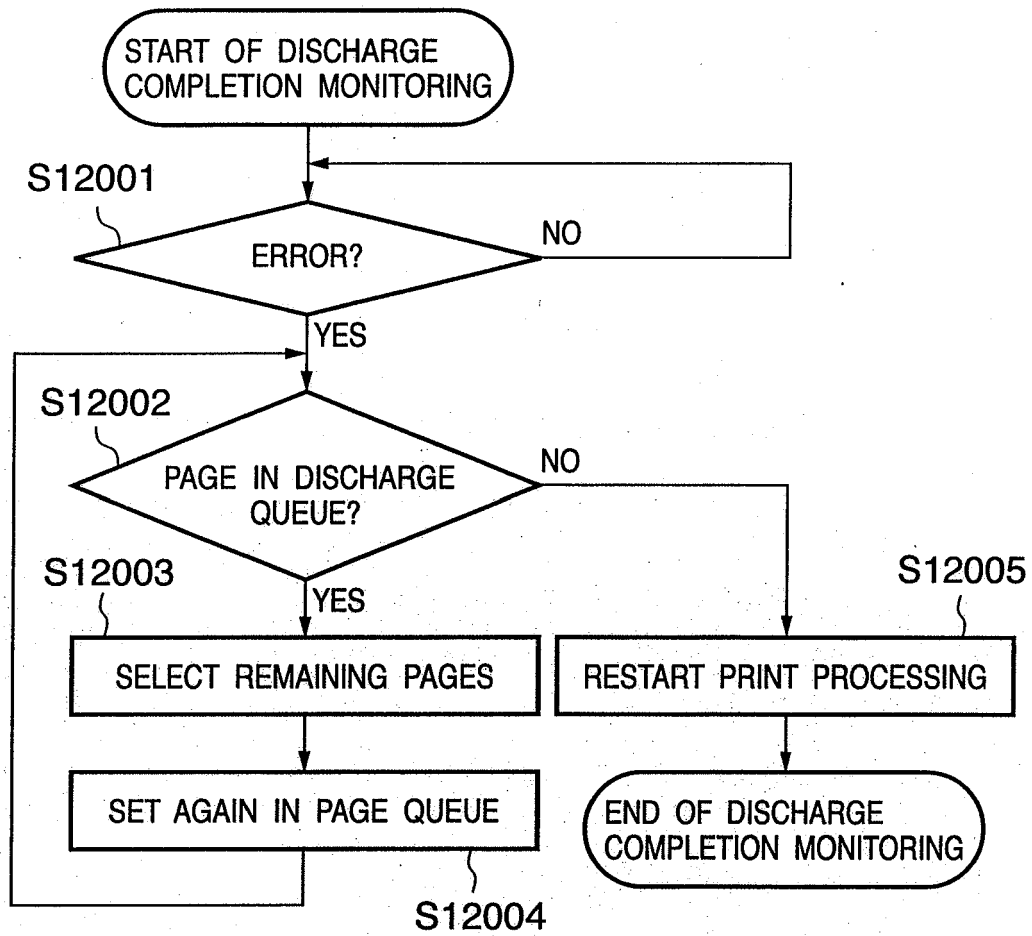 START OF DISCHARGE
COMPLETION MONITORING
S12001
ERROR?
NO
YES
S12002
PAGE IN DISCHARGE
QUEUE?
NO
S12003
YES
S12005
SELECT REMAINING PAGES
RESTART PRINT PROCESSING
SET AGAIN IN PAGE QUEUE
END OF DISCHARGE
COMPLETION MONITORING
S12004